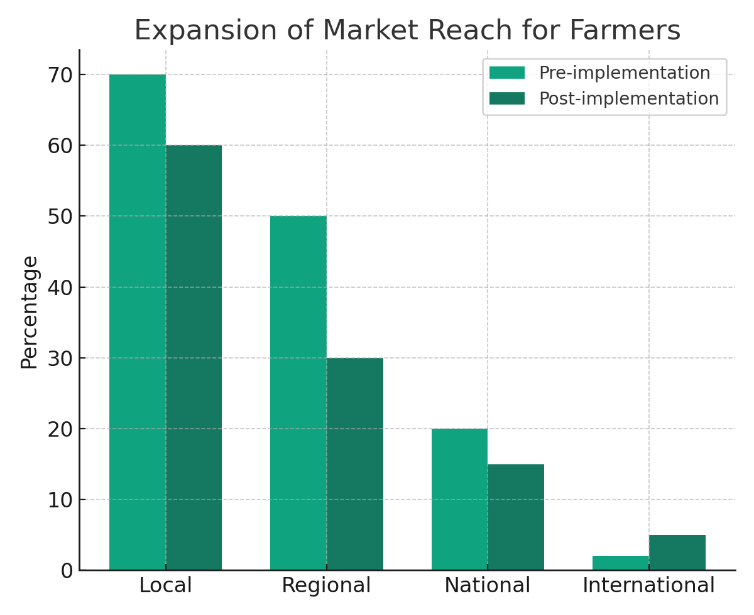 Expansion of Market Reach for Farmers
Pre-implementation
Post-implementation
Percentage
70
60
50
40
30
20
10
0
Local Regional National International